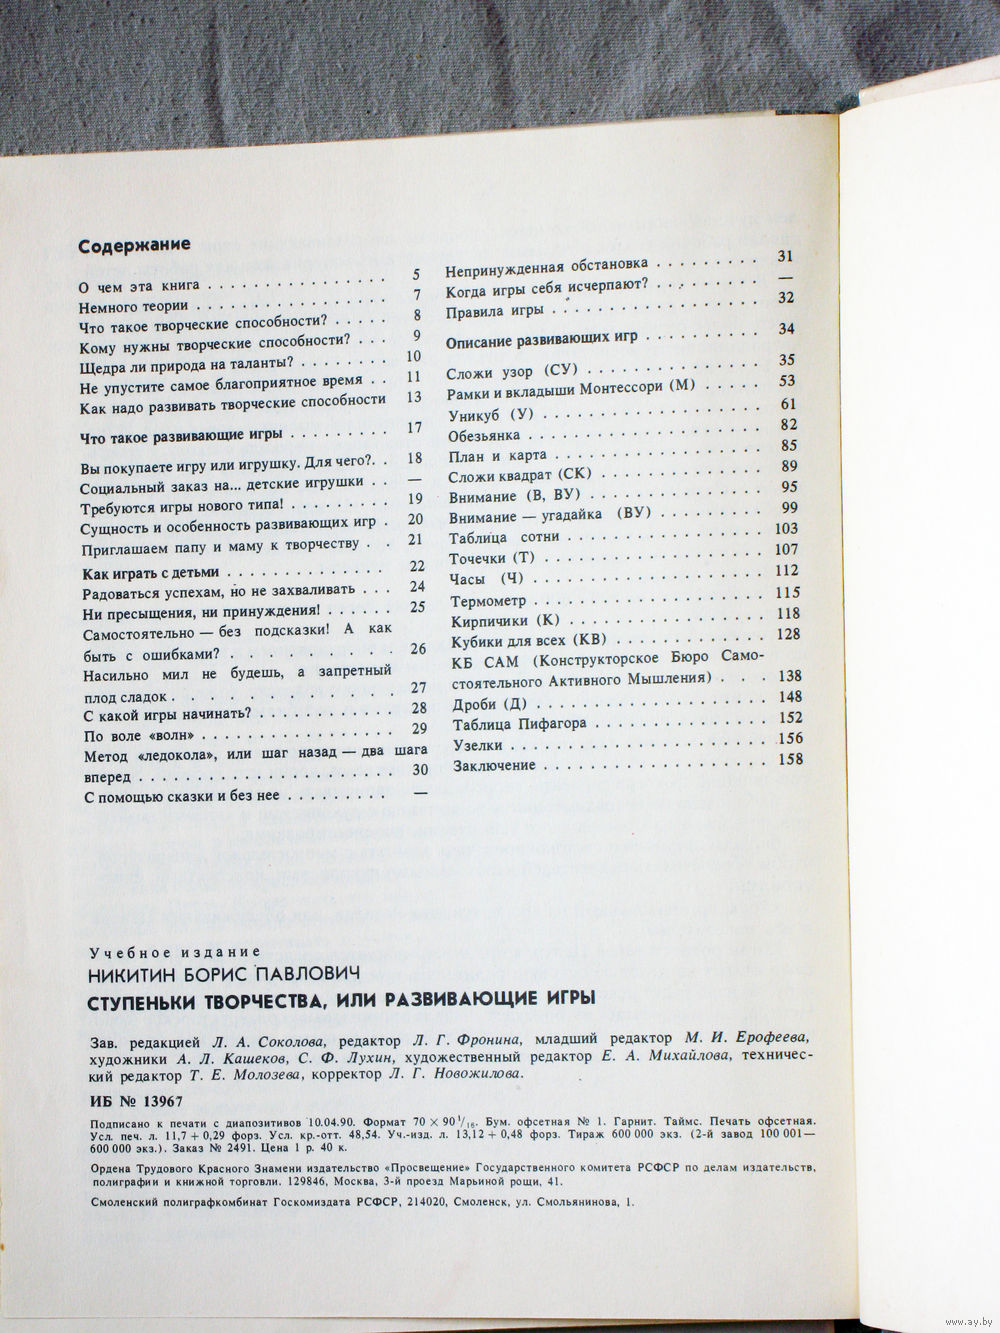 Содержание
О чем эта книга . . . . . . . . . . . . . . 5
Немного теории . . . . . . . . . . . . . . . 7
Что такое творческие способности? . . . . . 8
Кому нужны творческие способности? . . . 9
Щедра ли природа на таланты? . . . . . . . . 10
Не упустите самое благоприятное время . . 11
Как надо развивать творческие способности 13
Что такое развивающие игры . . . . . . . . . 17
Вы покупаете игру или игрушку. Для чего?. . 18
Социальный заказ на... детские игрушки . . —
Требуются игры нового типа! . . . . . . . . . 19
Сущность и особенность развивающих игр . 20
Приглашаем папу и маму к творчеству . . 21
Как играть с детьми . . . . . . . . . . . . . 22
Радоваться успехам, но не захваливать . . . 24
Ни пресыщения, ни принуждения! . . . . . . 25
Самостоятельно — без подсказки! А как
быть с ошибками? . . . . . . . . . 26
Насильно мил не будешь, а запретный
плод сладок . . . . . . . . . . . . . 27
С какой игры начинать? . . . . . . . . . . . 28
По воле «волн» . . . . . . . . . . . . . . . 29
Метод «ледокола», или шаг назад — два шага
вперед . . . . . . . . . . . . . . . . . . . 30
С помощью сказки и без нее . . . . . . . . . —
Непринужденная обстановка . . . . . . . . . 31
Когда игры себя исчерпают? . . . . . . . . —
Правила игры . . . . . . . . . . . . . . . . 32
Описание развивающих игр . . . . . . . . . 34
Сложи узор (СУ) . . . . . . . . . . . . . . 35
Рамки и вкладыши Монтессори (М) . . . . . 53
Уникуб (У) . . . . . . . . . . . . . . . . . 61
Обезьянка . . . . . . . . . . . . . . . . . . 82
План и карта . . . . . . . . . . . . . . . . 85
Сложи квадрат (СК) . . . . . . . . . . . . . 89
Внимание (В, ВУ) . . . . . . . . . . . . . 95
Внимание — угадайка (ВУ) . . . . . . . . . 99
Таблица сотни . . . . . . . . . . . . . . . 103
Точечки (Т) . . . . . . . . . . . . . . . . . 107
Часы (Ч) . . . . . . . . . . . . . . . . . . 112
Термометр . . . . . . . . . . . . . . . . . . 115
Кирпичики (К) . . . . . . . . . . . . . . . 118
Кубики для всех (КВ) . . . . . . . . . . . . 128
КБ САМ (Конструкторское Бюро Само-
стоятельного Активного Мышления) . . . . 138
Дроби (Д) . . . . . . . . . . . . . . . . . . 148
Таблица Пифагора . . . . . . . . . . . . . 152
Узелки . . . . . . . . . . . . . . . . . . . 156
Заключение . . . . . . . . . . . . . . . . . 158
Учебное издание
НИКИТИН БОРИС ПАВЛОВИЧ
СТУПЕНЬКИ ТВОРЧЕСТВА, ИЛИ РАЗВИВАЮЩИЕ ИГРЫ
Зав. редакцией Л. А. Соколова, редактор Л. Г. Фронина, младший редактор М. И. Ерофеева,
художники А. Л. Кашеков, С. Ф. Лухин, художественный редактор Е. А. Михайлова, техничес-
кий редактор Т. Е. Молозева, корректор Л. Г. Новожилова.
ИБ № 13967
Подписано к печати с диапозитивов 10.04.90. Формат 70 × 90 1/16. Бум. офсетная № 1. Гарнит. Таймс. Печать офсетная.
Усл. печ. л. 11,7 + 0,29 форз. Усл. кр.-отт. 48,54. Уч.-изд. л. 13,12 + 0,48 форз. Тираж 600 000 экз. (2-й завод 100 001—
600 000 экз.). Заказ № 2491. Цена 1 р. 40 к.
Ордена Трудового Красного Знамени издательство «Просвещение» Государственного комитета РСФСР по делам издательств,
полиграфии и книжной торговли. 129846, Москва, 3-й проезд Марьиной рощи, 41.
Смоленский полиграфкомбинат Госкомиздата РСФСР, 214020, Смоленск, ул. Смольянинова, 1.
www.ay.by